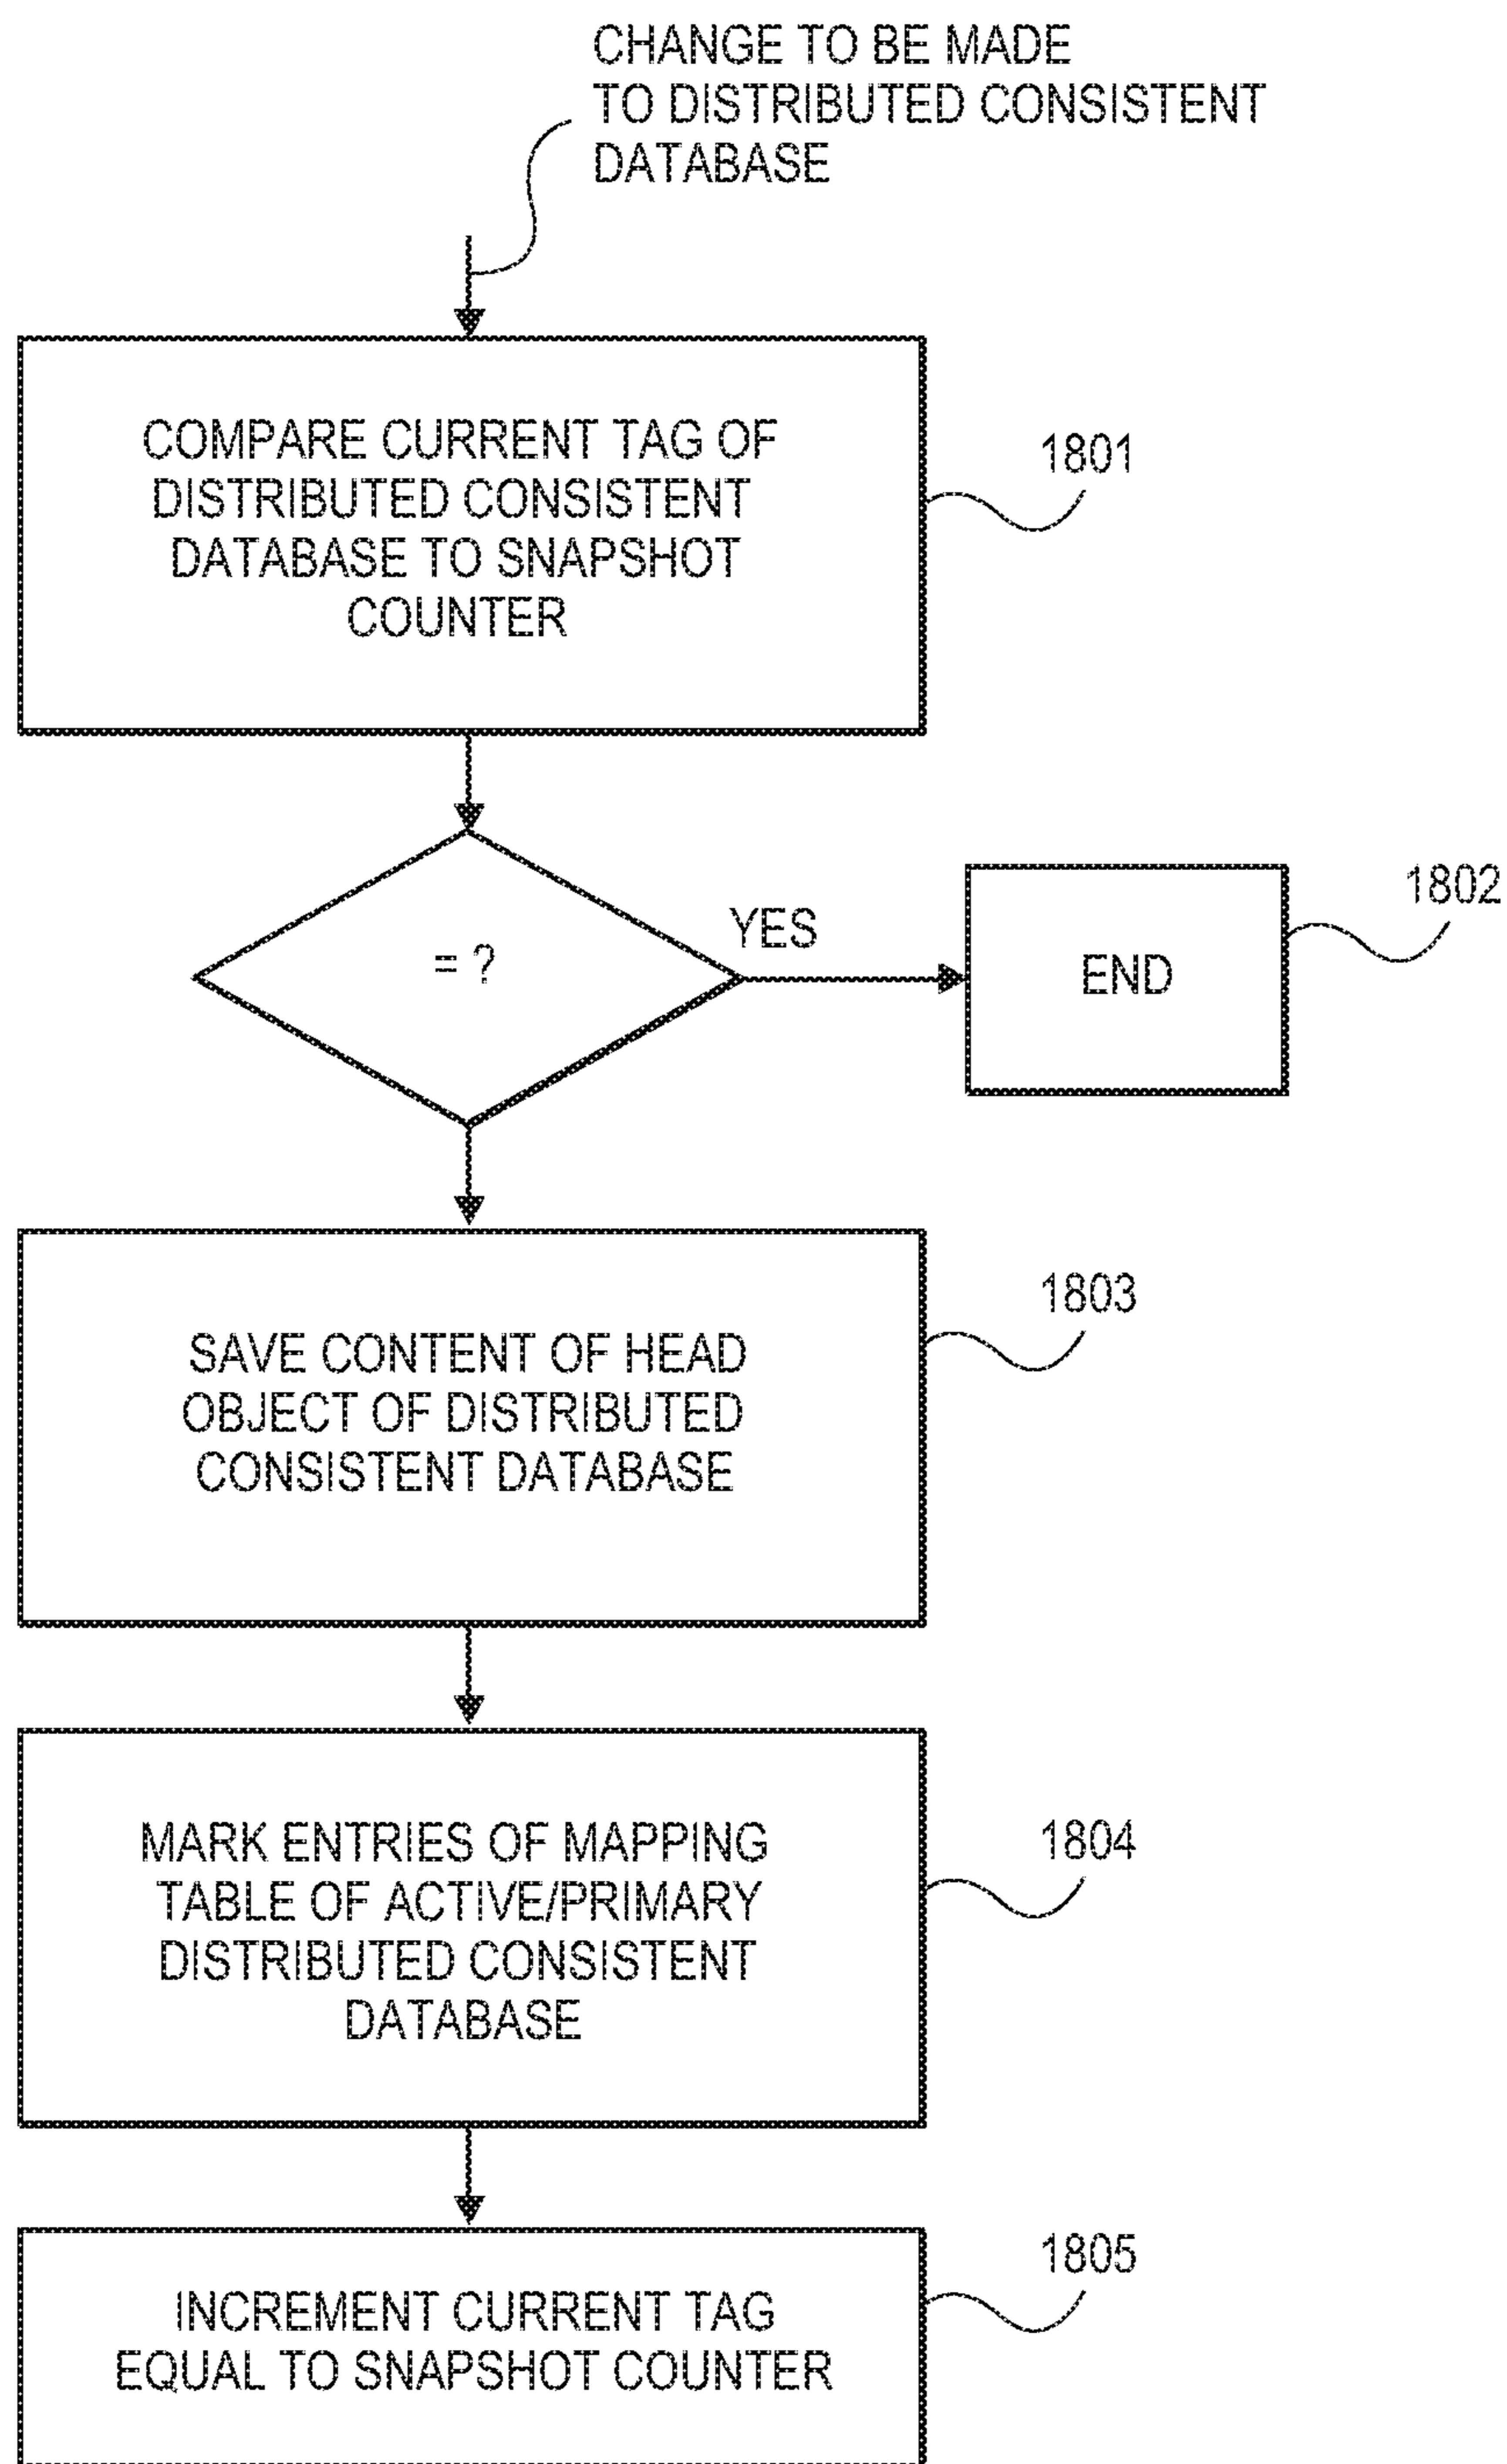 CHANGE TO BE MADE
TO DISTRIBUTED CONSISTENT
DATABASE
COMPARE CURRENT TAG OF
DISTRIBUTED CONSISTENT
DATABASE TO SNAPSHOT
COUNTER
1801
= ?
YES
END
1802
SAVE CONTENT OF HEAD
OBJECT OF DISTRIBUTED
CONSISTENT DATABASE
1803
MARK ENTRIES OF MAPPING
TABLE OF ACTIVE/PRIMARY
DISTRIBUTED CONSISTENT
DATABASE
1804
INCREMENT CURRENT TAG
EQUAL TO SNAPSHOT COUNTER
1805